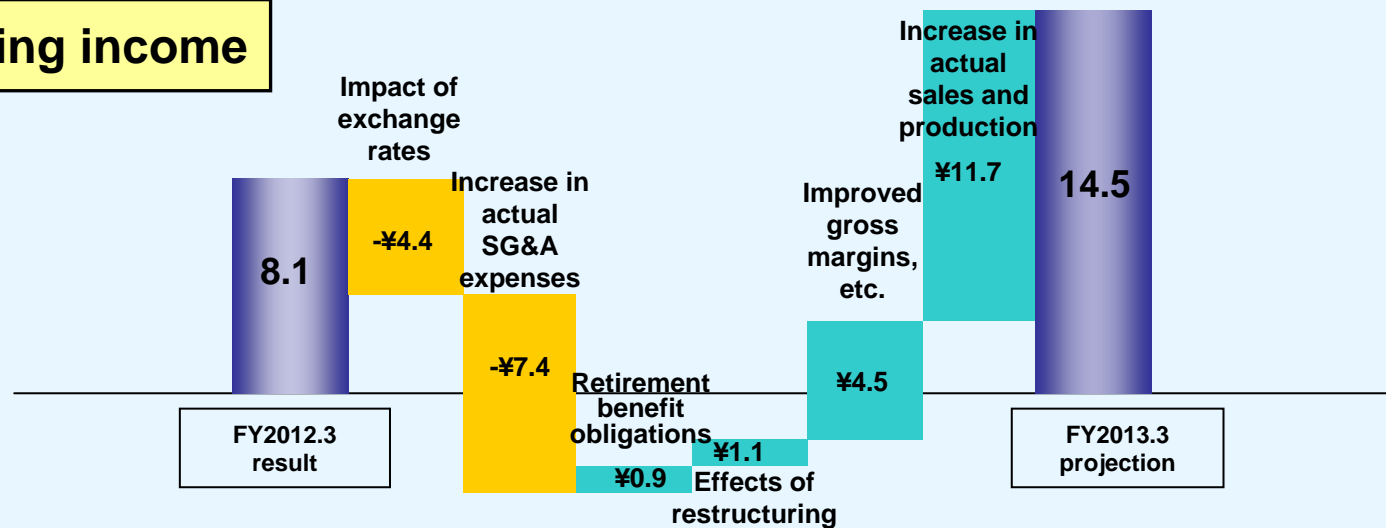 ing income
Impact of
exchange
rates
-¥4.4
8.1
Increase in
actual
SG&A
expenses
-¥7.4
Retirement
benefit
obligations
¥0.9
¥1.1
Effects of
restructuring
Improved
gross
margins,
etc.
¥4.5
Increase in
actual
sales and
production
¥11.7
14.5
FY2012.3
result
FY2013.3
projection